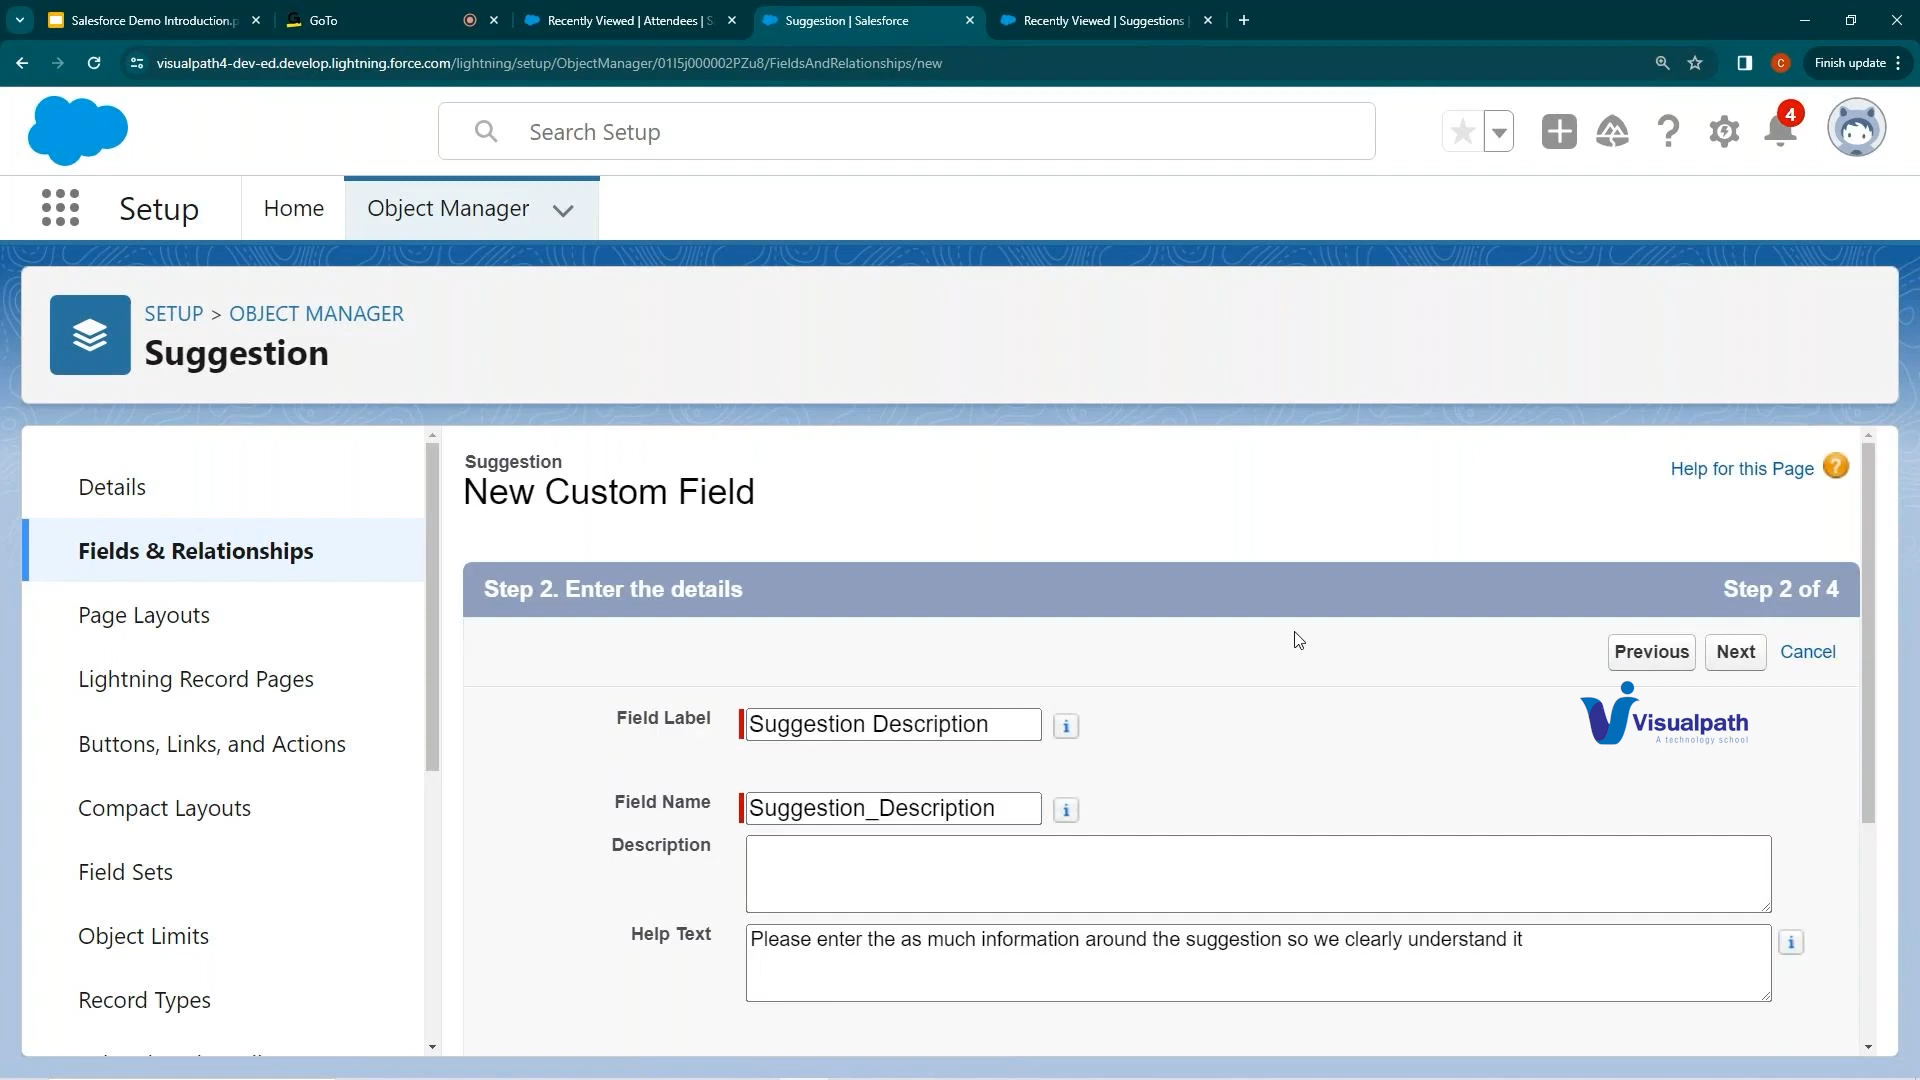 Salesforce Demo Introduction.p
GoTo
Recently Viewed | Attendees | S
Suggestion | Salesforce
Recently Viewed | Suggestions
visualpath4-dev-ed.develop.lightning.force.com/lightning/setup/ObjectManager/01I5j000002PZu8/FieldsAndRelationships/new
C
Finish update
Search Setup
4
Setup
Home
Object Manager
SETUP > OBJECT MANAGER
Suggestion
Details
Fields & Relationships
Page Layouts
Lightning Record Pages
Buttons, Links, and Actions
Compact Layouts
Field Sets
Object Limits
Record Types
Suggestion
New Custom Field
Help for this Page
Step 2. Enter the details
Step 2 of 4
Previous
Next
Cancel
Visualpath
A technology school
Field Label
Suggestion Description
Field Name
Suggestion_Description
Description
Help Text
Please enter the as much information around the suggestion so we clearly understand it